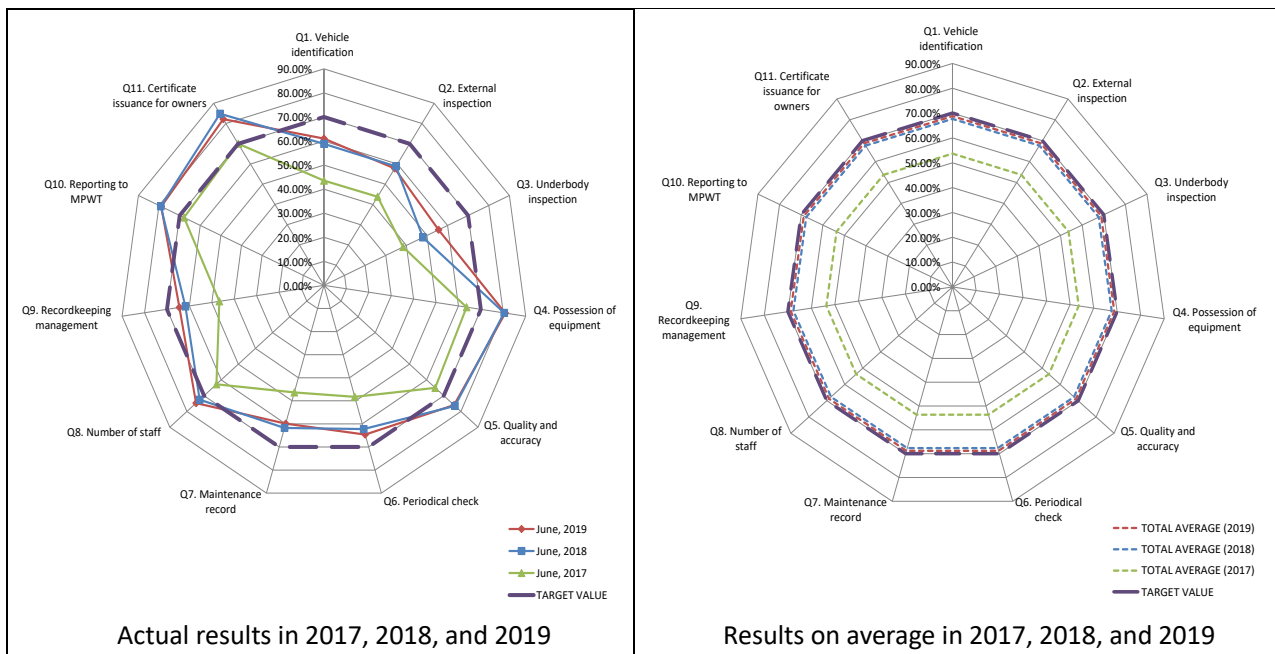 Q1. Vehicle
identification
90.00%
80.00%
70.00%
60.00%
50.00%
40.00%
30.00%
20.00%
10.00%
0.00%
Q2. External
inspection
Q3. Underbody
inspection
Q4. Possession of
equipment
Q5. Quality and
accuracy
Q6. Periodical check
Q7. Maintenance
record
Q8. Number of staff
Q9. Recordkeeping
management
Q10. Reporting to
MPWT
Q11. Certificate
issuance for owners
June, 2019
June, 2018
June, 2017
TARGET VALUE
Actual results in 2017, 2018, and 2019
Q1. Vehicle
identification
90.00%
80.00%
70.00%
60.00%
50.00%
40.00%
30.00%
20.00%
10.00%
0.00%
Q2. External
inspection
Q3. Underbody
inspection
Q4. Possession of
equipment
Q5. Quality and
accuracy
Q6. Periodical
check
Q7. Maintenance
record
Q8. Number of
staff
Q9.
Recordkeeping
management
Q10. Reporting to
MPWT
Q11. Certificate
issuance for owners
TOTAL AVERAGE (2019)
TOTAL AVERAGE (2018)
TOTAL AVERAGE (2017)
TARGET VALUE
Results on average in 2017, 2018, and 2019